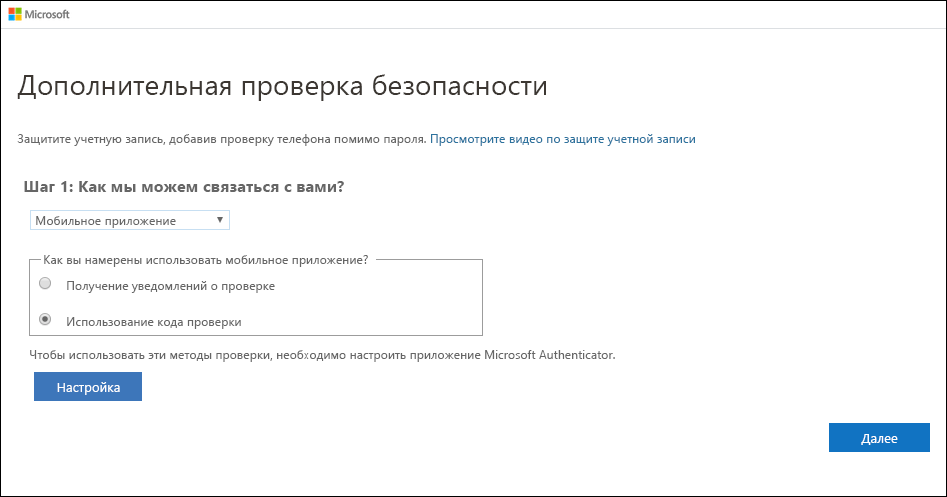 Microsoft
Дополнительная проверка безопасности
Защитите учетную запись, добавив проверку телефона помимо пароля. Просмотрите видео по защите учетной записи
Шаг 1: Как мы можем связаться с вами?
Мобильное приложение
Как вы намерены использовать мобильное приложение?
Получение уведомлений о проверке
Использование кода проверки
Чтобы использовать эти методы проверки, необходимо настроить приложение Microsoft Authenticator.
Настройка
Далее